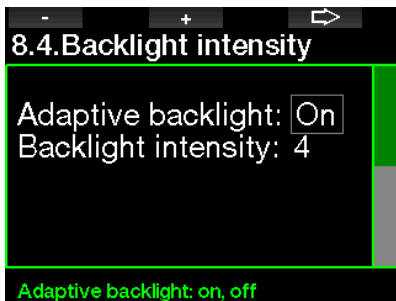 - + ⇨
8.4.Backlight intensity
Adaptive backlight: On
Backlight intensity: 4
Adaptive backlight: on, off